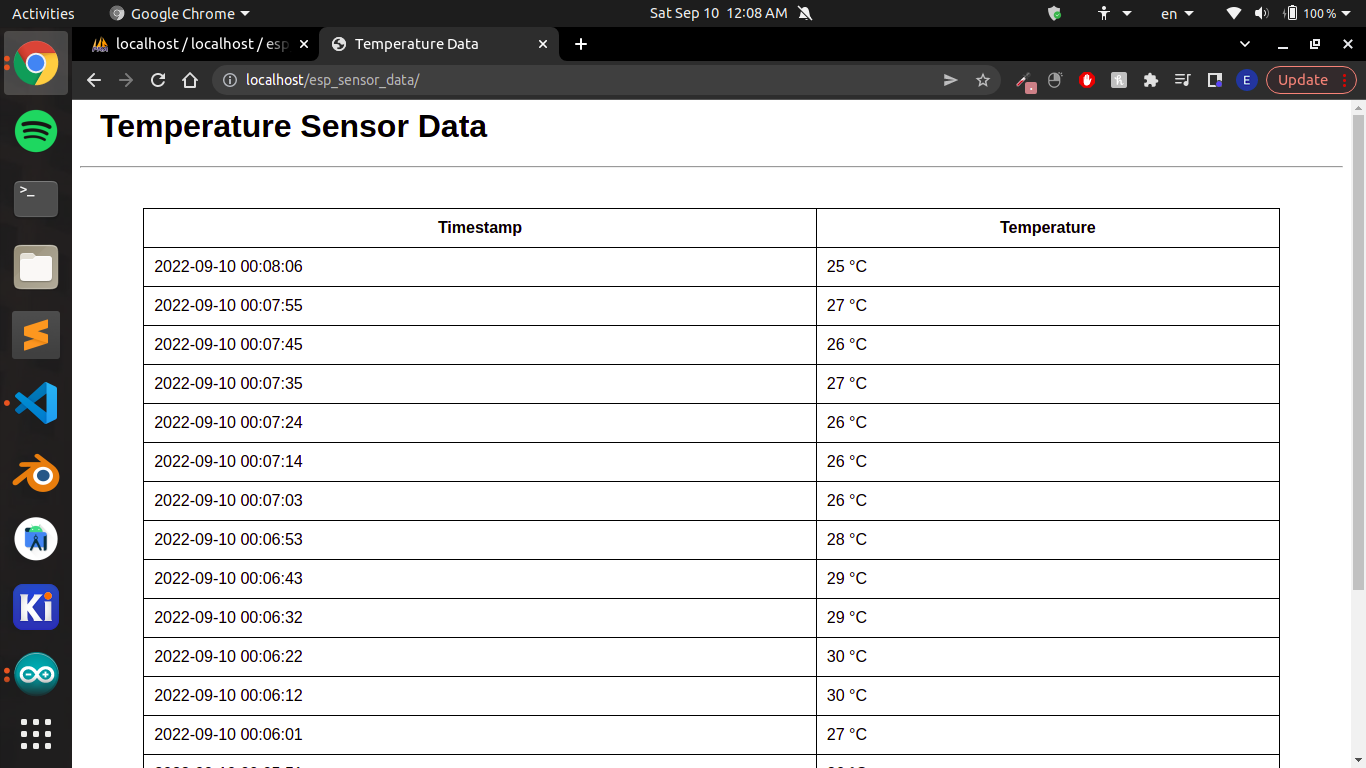 Activities Google Chrome Sat Sep 10 12:08 AM en 100 %
localhost / localhost / esp Temperature Data
localhost/esp_sensor_data/ E Update
Temperature Sensor Data
Timestamp Temperature
2022-09-10 00:08:06 25 °C
2022-09-10 00:07:55 27 °C
2022-09-10 00:07:45 26 °C
2022-09-10 00:07:35 27 °C
2022-09-10 00:07:24 26 °C
2022-09-10 00:07:14 26 °C
2022-09-10 00:07:03 26 °C
2022-09-10 00:06:53 28 °C
2022-09-10 00:06:43 29 °C
2022-09-10 00:06:32 29 °C
2022-09-10 00:06:22 30 °C
2022-09-10 00:06:12 30 °C
2022-09-10 00:06:01 27 °C
Ki